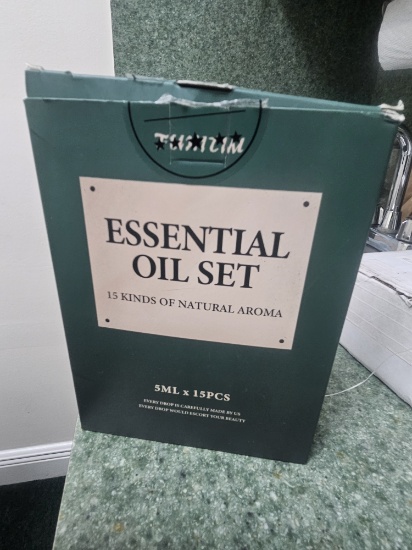 ESSENTIAL
OIL SET
15 KINDS OF NATURAL AROMA
5ML x 15PCS
EVERY DROP IS CAREFULLY MADE BY US
EVERY DROP WOULD ESCORT YOUR BEAUTY